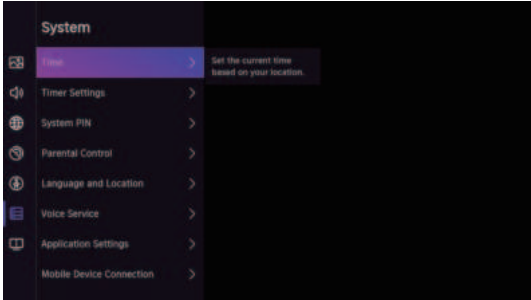 System
Time
Set the current time
based on your location.
Timer Settings
System PIN
Parental Control
Language and Location
Voice Service
Application Settings
Mobile Device Connection